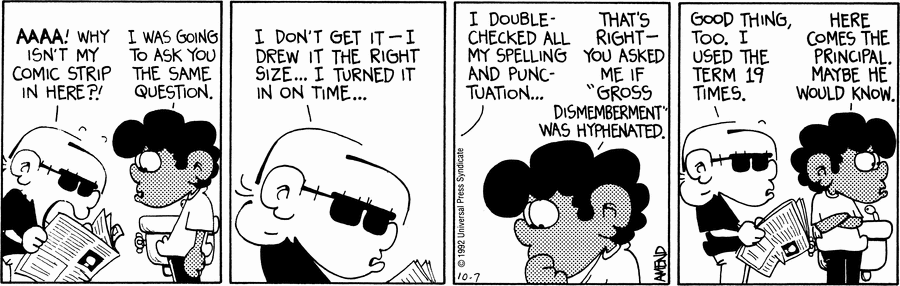 AAAA! WHY
ISN'T MY
COMIC STRIP
IN HERE?!
I WAS GOING
TO ASK YOU
THE SAME
QUESTION.
I DON'T GET IT—I
DREW IT THE RIGHT
SIZE... I TURNED IT
IN ON TIME...
I DOUBLE-
CHECKED ALL
MY SPELLING
AND PUNC-
TUATION...
THAT'S
RIGHT—
YOU ASKED
ME IF
"GROSS
DISMEMBERMENT"
WAS HYPHENATED.
© 1992 Universal Press Syndicate
10-7
AMEND
GOOD THING,
TOO. I
USED THE
TERM 19
TIMES.
HERE
COMES THE
PRINCIPAL.
MAYBE HE
WOULD KNOW.